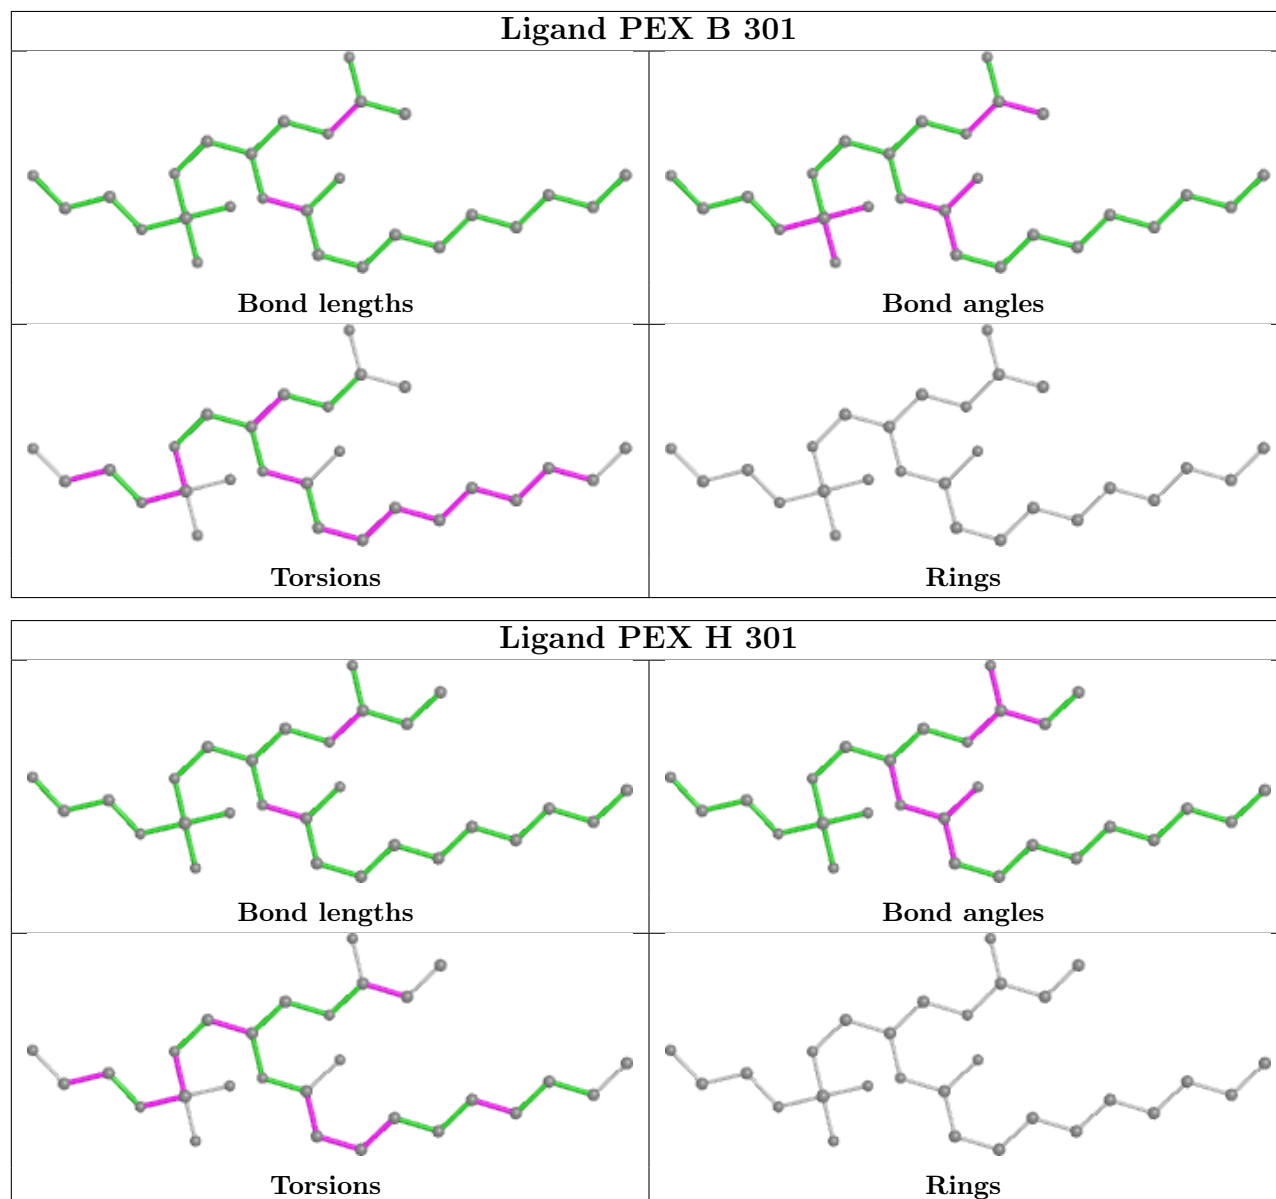 Ligand PEX B 301
Bond lengths
Bond angles
Torsions
Rings
Ligand PEX H 301
Bond lengths
Bond angles
Torsions
Rings